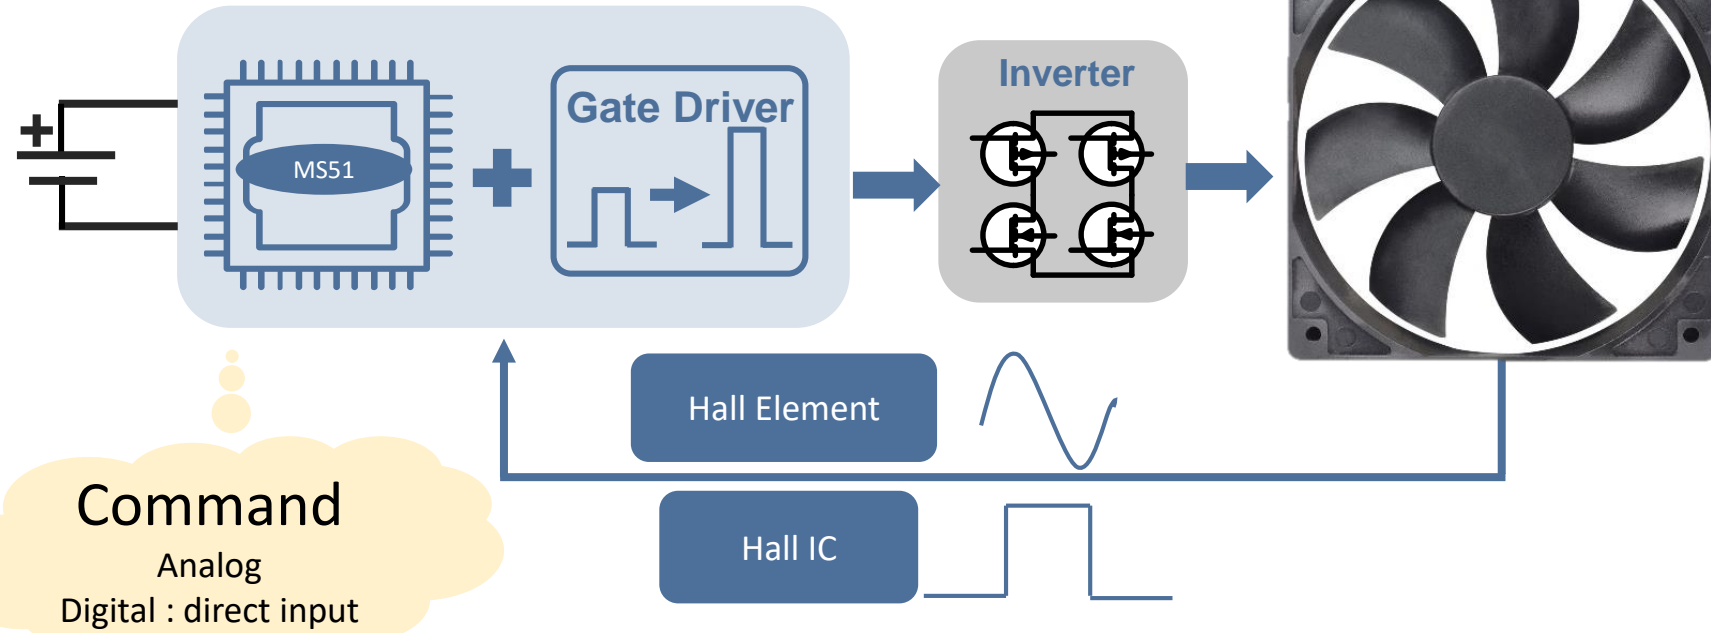 Inverter
Gate Driver
+
MS51
Hall Element
Command
Hall IC
Analog
Digital : direct input